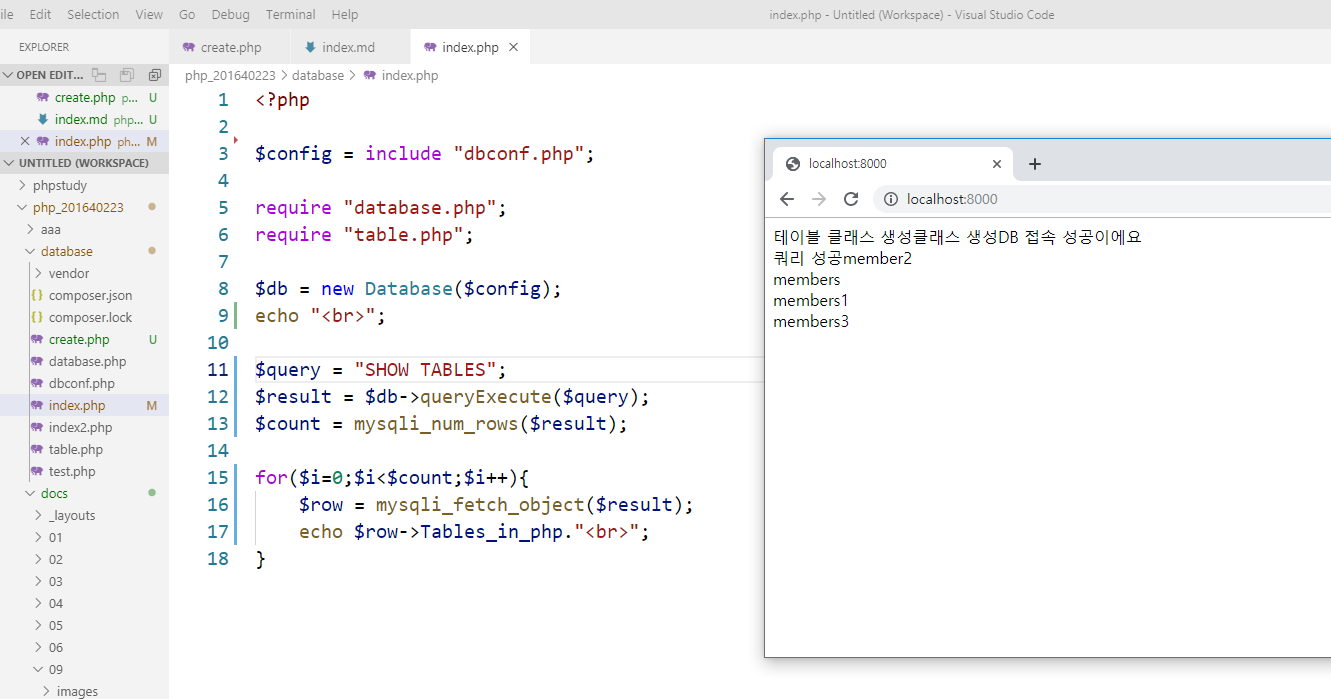 ile Edit Selection View Go Debug Terminal Help
index.php - Untitled (Workspace) - Visual Studio Code
EXPLORER
create.php
index.md
index.php
OPEN EDIT...
create.php p... U
index.md php... U
index.php ph... M
UNTITLED (WORKSPACE)
phpstudy
php_201640223
aaa
database
vendor
composer.json
composer.lock
create.php U
database.php
dbconf.php
index.php M
index2.php
table.php
test.php
docs
_layouts
01
02
03
04
05
06
09
images
php_201640223 > database > index.php
1 <?php
2
3 $config = include "dbconf.php";
4
5 require "database.php";
6 require "table.php";
7
8 $db = new Database($config);
9 echo "<br>";
10
11 $query = "SHOW TABLES";
12 $result = $db->queryExecute($query);
13 $count = mysqli_num_rows($result);
14
15 for($i=0;$i<$count;$i++){
16 $row = mysqli_fetch_object($result);
17 echo $row->Tables_in_php."<br>";
18 }
localhost:8000
localhost:8000
테이블 클래스 생성클래스 생성DB 접속 성공이에요
쿼리 성공member2
members
members1
members3